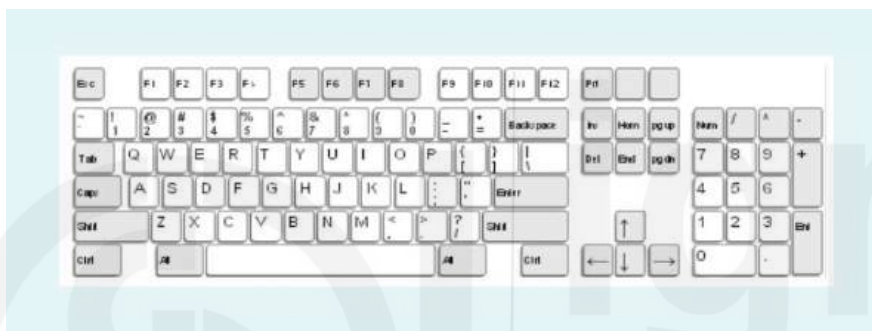 Esc F1 F2 F3 F4 F5 F6 F7 F8 F9 F10 F11 F12 Prt
~ ` ! 1 @ 2 # 3 $ 4 % 5 ^ 6 & 7 * 8 ( 9 ) 0 _ - + = Backspace Inv Hom pg up Num / ^ -
Tab Q W E R T Y U I O P { [ } ] | \ Del End pg dn 7 8 9 +
Caps A S D F G H J K L : ; " ' Enter 4 5 6
Shift Z X C V B N M < , > . ? / Shift ↑ 1 2 3 Ent
Ctrl Alt Alt Ctrl ← ↓ → 0 .